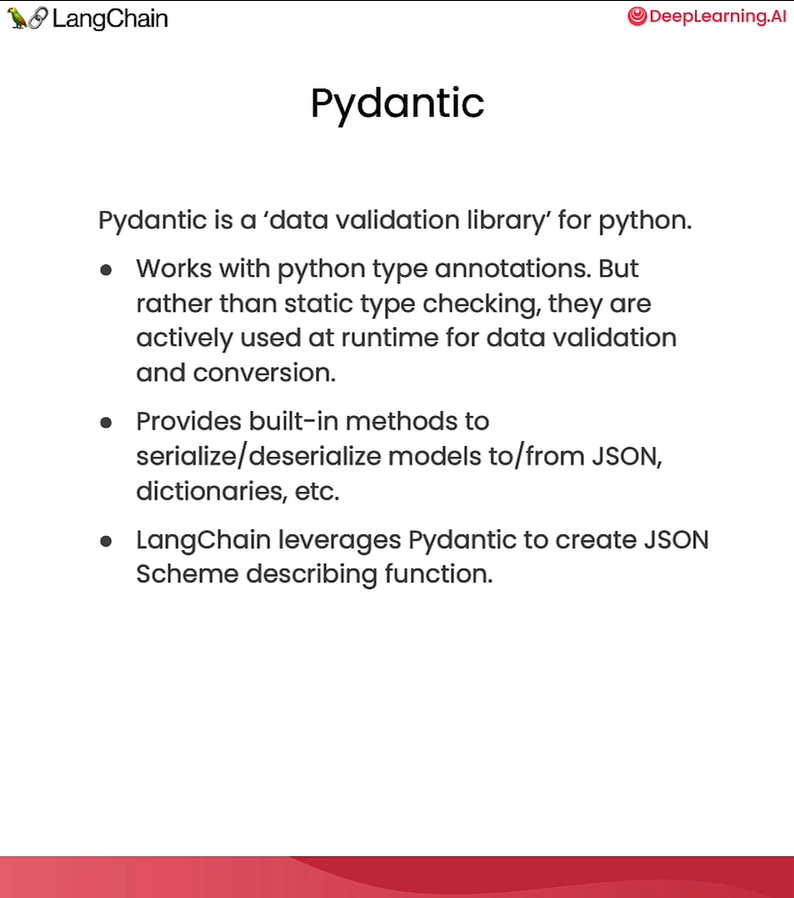 LangChain
DeepLearning.AI
Pydantic
Pydantic is a ‘data validation library’ for python.
● Works with python type annotations. But
rather than static type checking, they are
actively used at runtime for data validation
and conversion.
● Provides built-in methods to
serialize/deserialize models to/from JSON,
dictionaries, etc.
● LangChain leverages Pydantic to create JSON
Scheme describing function.